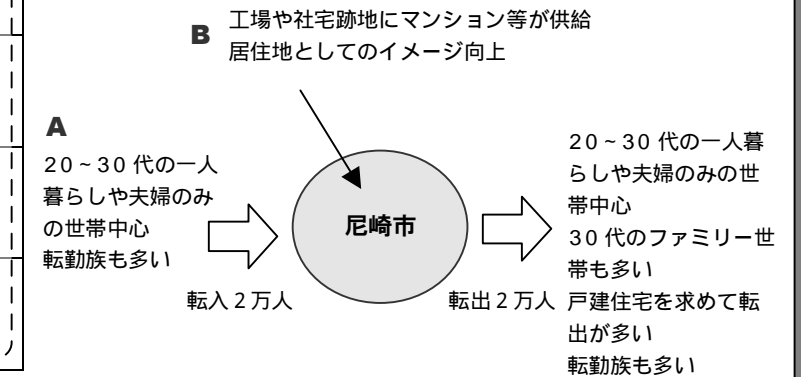 B
工場や社宅跡地にマンション等が供給
居住地としてのイメージ向上
A
20~30代の一人
暮らしや夫婦のみ
の世帯中心
転勤族も多い
転入2万人
尼崎市
転出2万人
20~30代の一人暮
らしや夫婦のみの世
帯中心
30代のファミリー世
帯も多い
戸建住宅を求めて転
出が多い
転勤族も多い